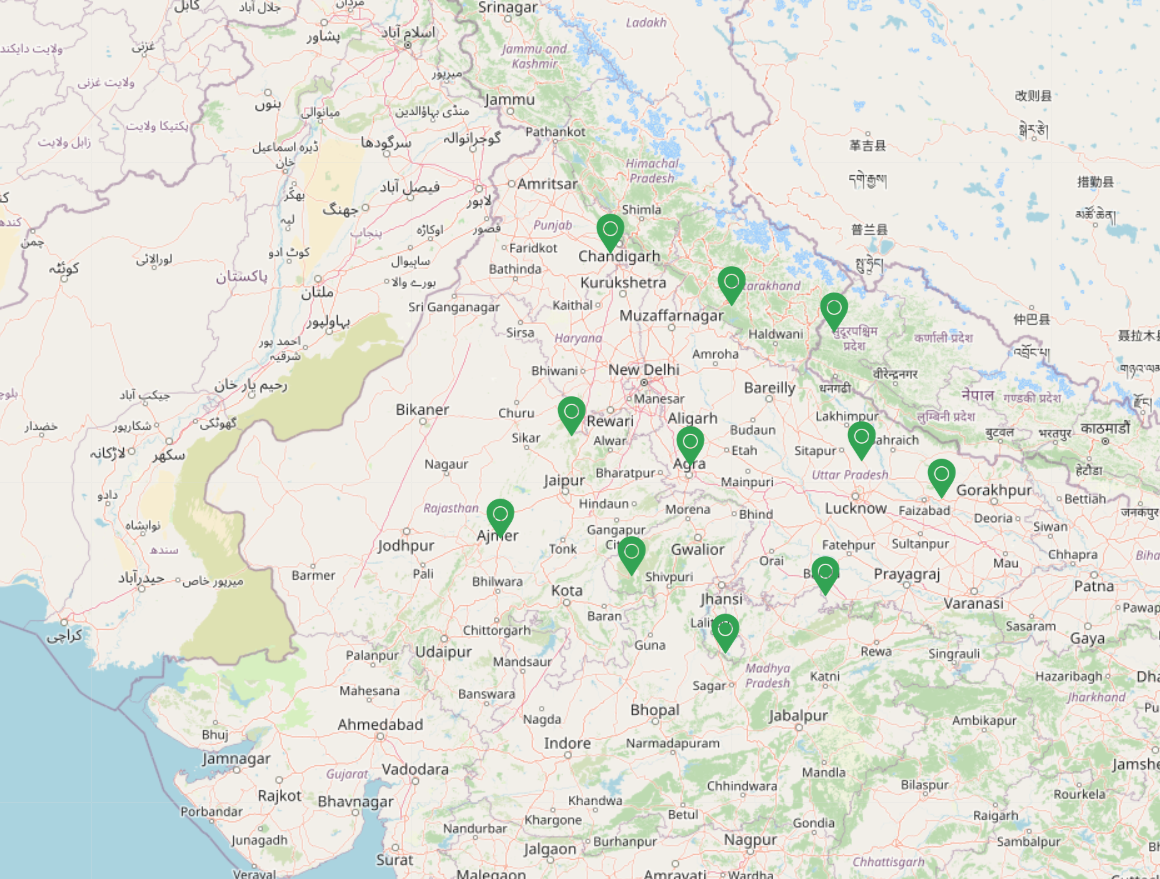 کابل
جلال آباد
مردان
Srinagar
Ladakh
پشاور
اسلام آباد
ولایت دایکندی
غزنی
Jammu and
Kashmir
میرپور
ولایت غزنی
بنوں
میانوالی
منڈی بہاؤالدین
Jammu
改则县
སྒེར་རྩེ།
پکتیکا ولایت
زابل ولایت
ڈیرہ اسماعیل
خان
سرگودھا
گوجرانوالہ
Pathankot
革吉县
དགེ་རྒྱས།
Himachal
Pradesh
措勤县
མཚོ་ཆེན།
بھکر
فیصل آباد
Amritsar
لاہور
جھنگ
لیہ
Shimla
پنجاب
اوکاڑہ
قصور
Punjab
普兰县
སྤུ་ཧྲེང།
چمن
کوئٹہ
لورالائی
کوٹ ادو
ساہیوال
Faridkot
Chandigarh
پاکستان
ملتان
بورے والا
Bathinda
Kurukshetra
بہاولپور
Sri Ganganagar
Kaithal
Muzaffarnagar
仲巴县
འབྲོང་པ།
احمد پور
شرقیہ
Sirsa
Haryana
Haldwani
सुदूरपश्चिम
प्रदेश
कर्णाली प्रदेश
رحیم یار خان
Bhiwani
New Delhi
Amroha
वीरेन्द्रनगर
جیکب آباد
Bikaner
Churu
Manesar
Bareilly
धनगढी
नेपाल
गण्डकी प्रदेश
گھوٹکی
شکارپور
خضدار
Sikar
Rewari
Alwar
Aligarh
Budaun
Lakhimpur
लुम्बिनी प्रदेश
बुटवल
भरतपुर
काठमाडौं
لاڑکانہ
سکھر
Nagaur
Etah
Sitapur
हेटौडा
Jaipur
Bharatpur
Agra
Mainpuri
Uttar Pradesh
Gorakhpur
Bettiah
دادو
Rajasthan
Hindaun
Morena
Bhind
Lucknow
Faizabad
Deoria
Siwan
نوابشاہ
سندھ
Jodhpur
Ajmer
Tonk
Gangapur
Gwalior
Orai
Fatehpur
Sultanpur
Mau
Chhapra
حیدرآباد
میرپور خاص
Barmer
Pali
Bhilwara
Kota
Shivpuri
Prayagraj
Patna
Jhansi
Varanasi
کراچی
Chittorgarh
Baran
Sasaram
Gaya
Udaipur
Guna
Palanpur
Mandsaur
Rewa
Singrauli
Madhya
Pradesh
Mahesana
Banswara
Sagar
Katni
Hazaribagh
Jharkhand
Bhuj
Ahmedabad
Nagda
Bhopal
Jabalpur
Ambikapur
Jamnagar
Indore
Narmadapuram
Gujarat
Vadodara
Mandla
Bilaspur
Rajkot
Bhavnagar
Chhindwara
Rourkela
Porbandar
Khandwa
Khargone
Betul
Gondia
Raigarh
Junagadh
Nandurbar
Burhanpur
Nagpur
Sambalpur
Veraval
Surat
Jalgaon
Chhattisgarh
Malegaon
Amravati
Wardha